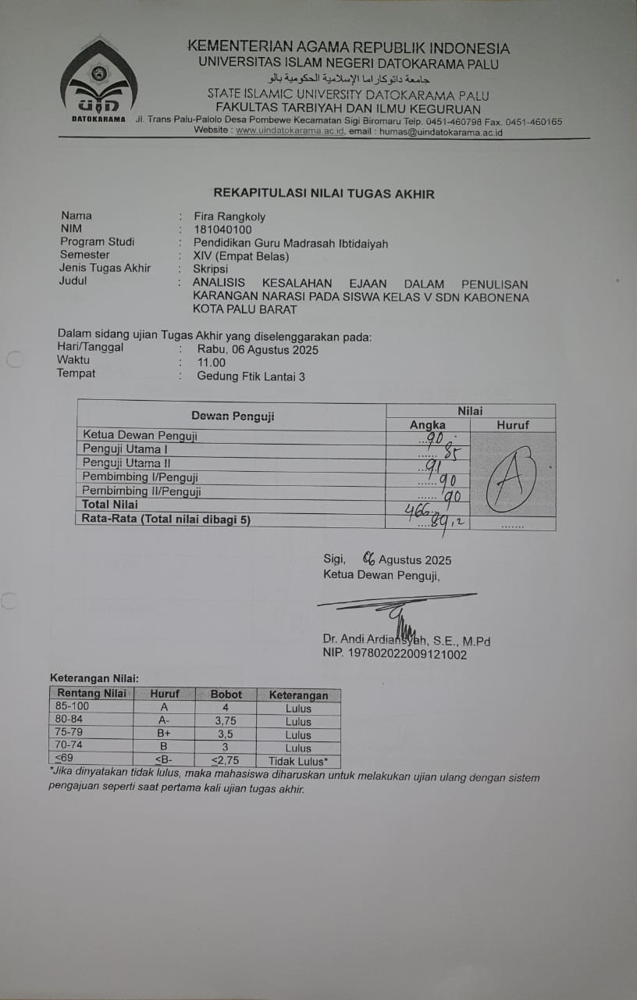 KEMENTERIAN AGAMA REPUBLIK INDONESIA
UNIVERSITAS ISLAM NEGERI DATOKARAMA PALU
جامعة داتوكاراما الإسلامية الحكومية بالو
STATE ISLAMIC UNIVERSITY DATOKARAMA PALU
FAKULTAS TARBIYAH DAN ILMU KEGURUAN
UIN
DATOKARAMA
Jl. Trans Palu-Palolo Desa Pombewe Kecamatan Sigi Biromaru Telp. 0451-460798 Fax. 0451-460165
Website : www.uindatokarama.ac.id, email : humas@uindatokarama.ac.id
REKAPITULASI NILAI TUGAS AKHIR
Nama : Fira Rangkoly
NIM : 181040100
Program Studi : Pendidikan Guru Madrasah Ibtidaiyah
Semester : XIV (Empat Belas)
Jenis Tugas Akhir : Skripsi
Judul : ANALISIS KESALAHAN EJAAN DALAM PENULISAN
KARANGAN NARASI PADA SISWA KELAS V SDN KABONENA
KOTA PALU BARAT
Dalam sidang ujian Tugas Akhir yang diselenggarakan pada:
Hari/Tanggal : Rabu, 06 Agustus 2025
Waktu : 11.00
Tempat : Gedung Ftik Lantai 3
Dewan Penguji Nilai
Angka Huruf
Ketua Dewan Penguji 90
Penguji Utama I 85
Penguji Utama II 91
Pembimbing I/Penguji 90
Pembimbing II/Penguji 90
A
Total Nilai 466
Rata-Rata (Total nilai dibagi 5) 89,2 .......
Sigi, 06 Agustus 2025
Ketua Dewan Penguji,
Dr. Andi Ardiansyah, S.E., M.Pd
NIP. 197802022009121002
Keterangan Nilai:
Rentang Nilai Huruf Bobot Keterangan
85-100 A 4 Lulus
80-84 A- 3,75 Lulus
75-79 B+ 3,5 Lulus
70-74 B 3 Lulus
≤69 ≤B- ≤2,75 Tidak Lulus*
*Jika dinyatakan tidak lulus, maka mahasiswa diharuskan untuk melakukan ujian ulang dengan sistem
pengajuan seperti saat pertama kali ujian tugas akhir.